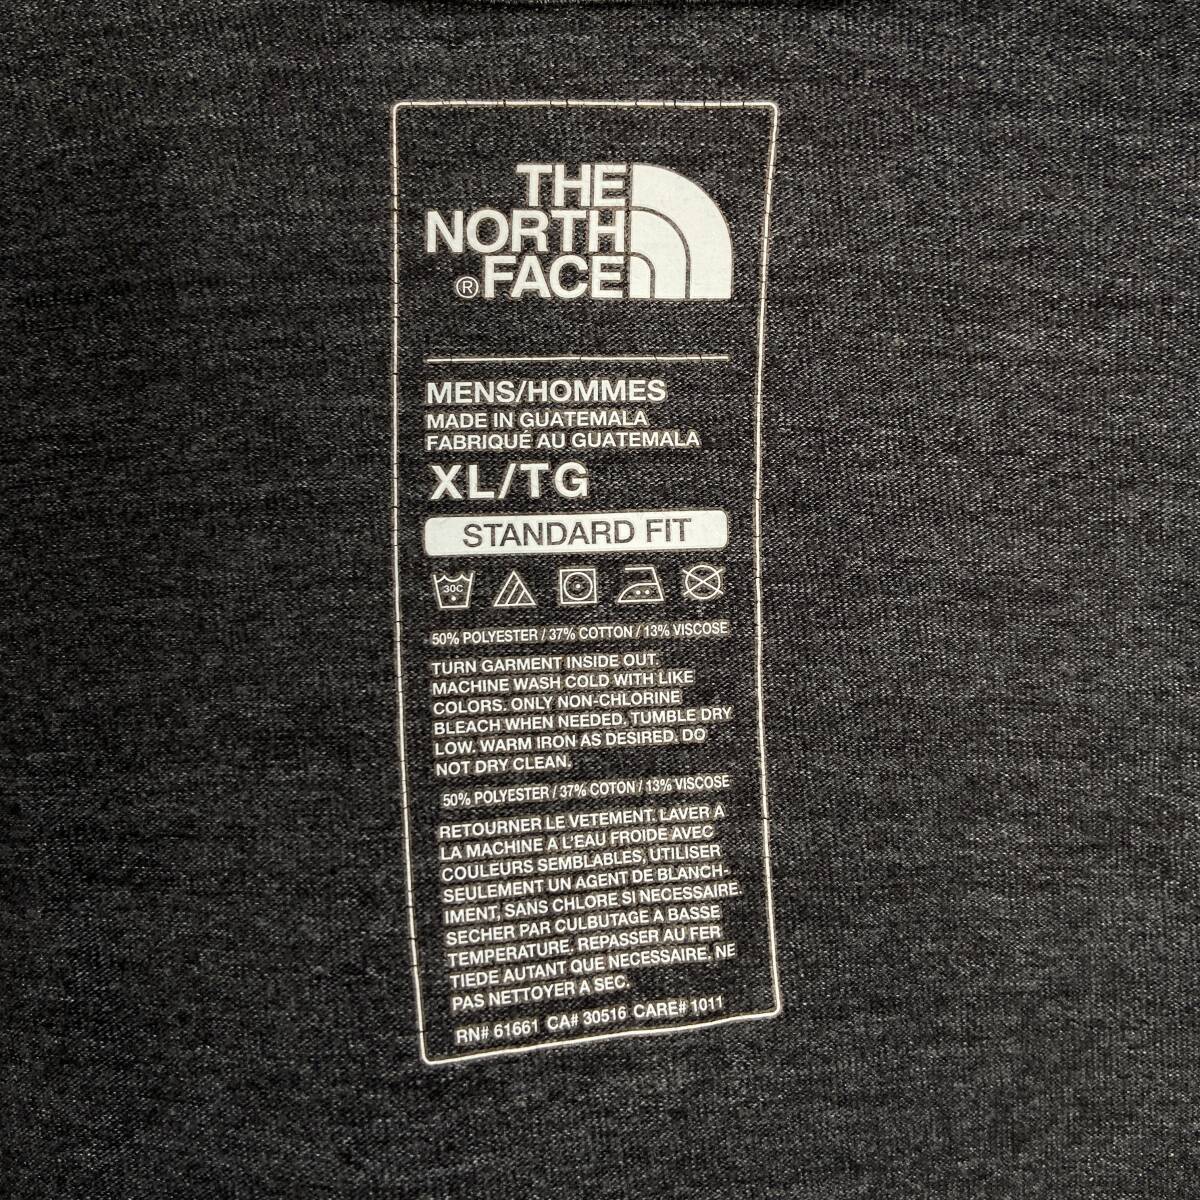 THE
NORTH
® FACE
MENS/HOMMES
MADE IN GUATEMALA
FABRIQUÉ AU GUATEMALA
XL/TG
STANDARD FIT
30C
50% POLYESTER / 37% COTTON / 13% VISCOSE
TURN GARMENT INSIDE OUT.
MACHINE WASH COLD WITH LIKE
COLORS. ONLY NON-CHLORINE
BLEACH WHEN NEEDED. TUMBLE DRY
LOW. WARM IRON AS DESIRED. DO
NOT DRY CLEAN.
50% POLYESTER / 37% COTON / 13% VISCOSE
RETOURNER LE VETEMENT. LAVER A
LA MACHINE A L'EAU FROIDE AVEC
COULEURS SEMBLABLES, UTILISER
SEULEMENT UN AGENT DE BLANCH-
IMENT, SANS CHLORE SI NECESSAIRE.
SECHER PAR CULBUTAGE A BASSE
TEMPERATURE. REPASSER AU FER
TIEDE AUTANT QUE NECESSAIRE. NE
PAS NETTOYER A SEC.
RN# 61661 CA# 30516 CARE# 1011